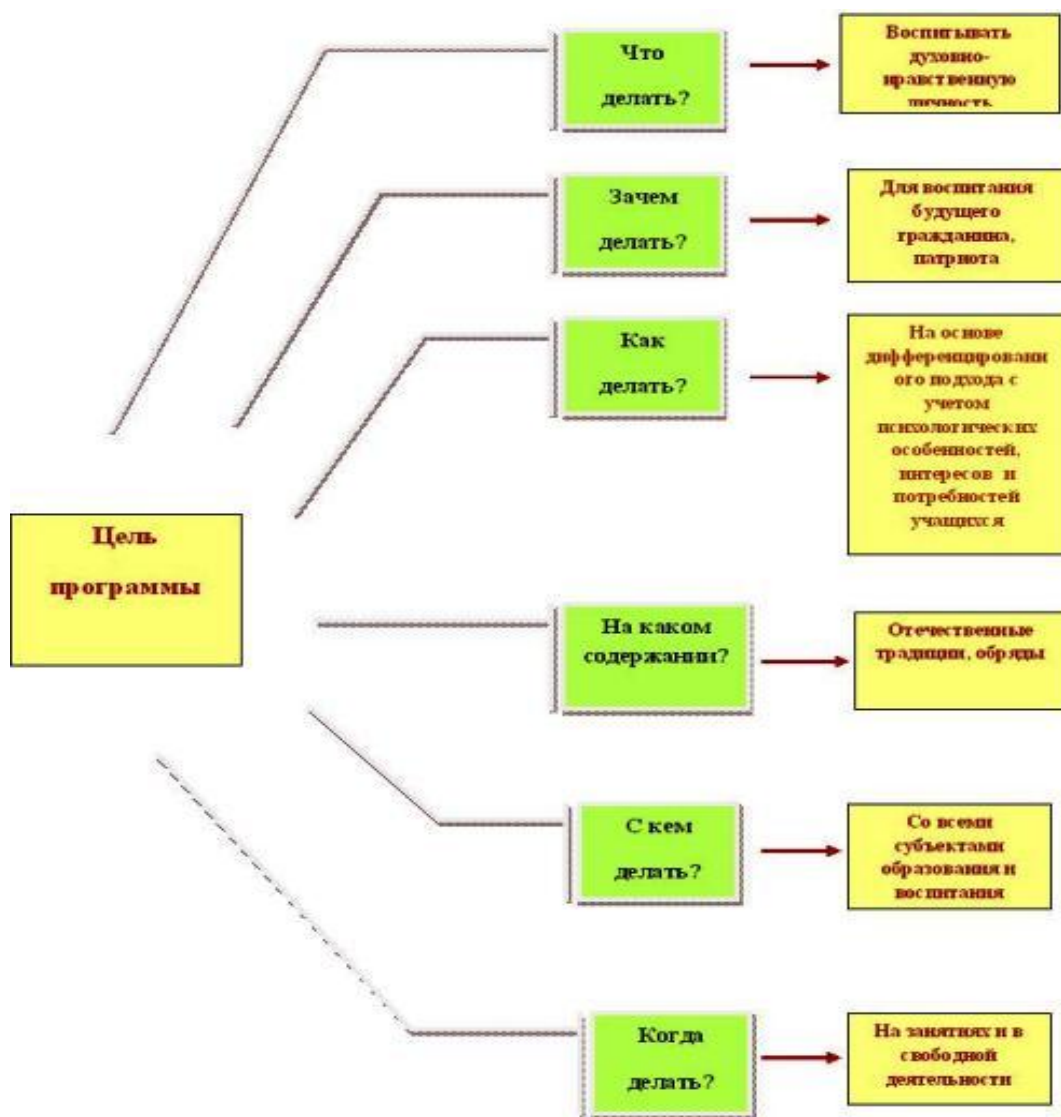 Что
делать?
Воспитывать
духовно-
нравственную
личность
Зачем
делать?
Для воспитания
будущего
гражданина,
патриота
Как
делать?
На основе
дифференцированн
ого подхода с
учетом
психологических
особенностей,
интересов и
потребностей
учащихся
Цель
программы
На каком
содержании?
Отечественные
традиции, обряды
С кем
делать?
Со всеми
субъектами
образования и
воспитания
Когда
делать?
На занятиях и в
свободной
деятельности